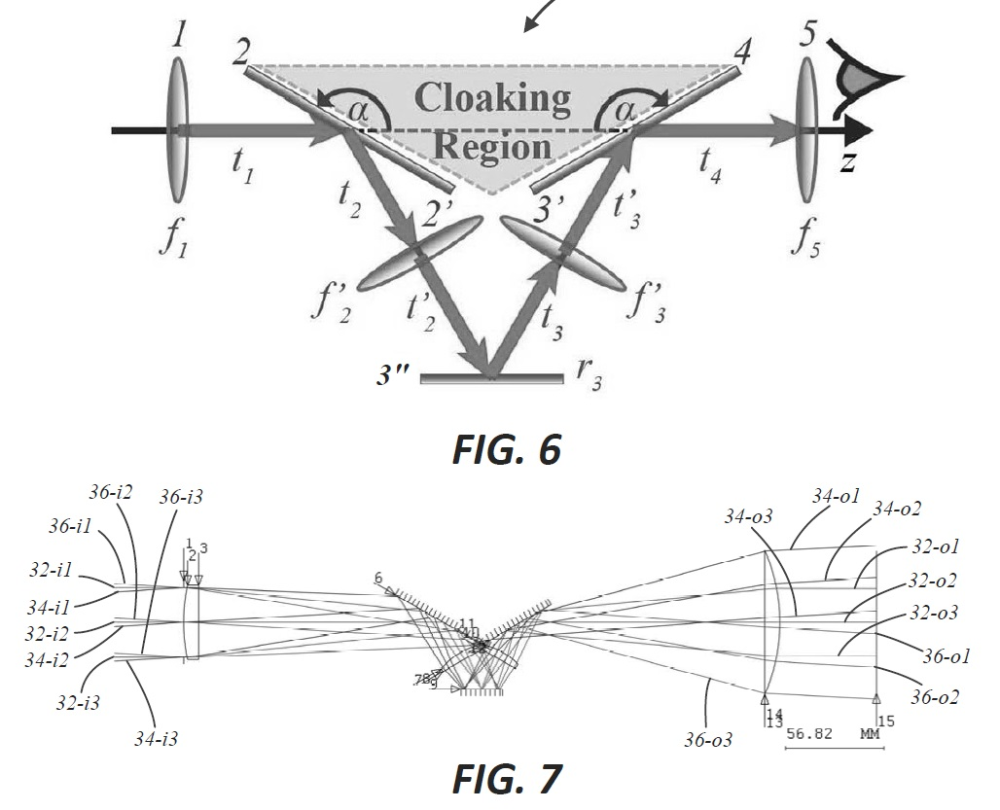 1
2
4
5
Cloaking
Region
α
α
z
t1
t2
t'3
t4
f1
2'
3'
f5
f'2
t'2
t3
f'3
3"
r3
FIG. 6
36-i2
36-i3
36-i1
32-i1
34-i1
32-i2
34-i2
32-i3
34-i3
1
2
3
6
11
9
34-o3
34-o1
34-o2
32-o1
32-o2
32-o3
36-o1
36-o2
36-o3
14
13
15
56.82 MM
FIG. 7